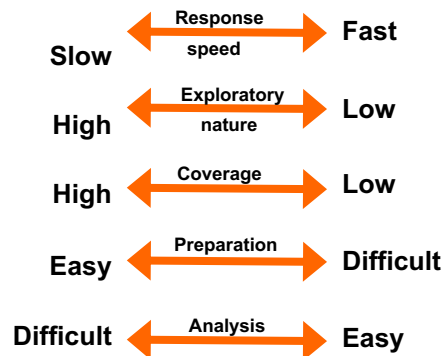 Response
Slow Fast
speed
Exploratory
High Low
nature
Coverage
High Low
Preparation
Easy Difficult
Analysis
Difficult Easy